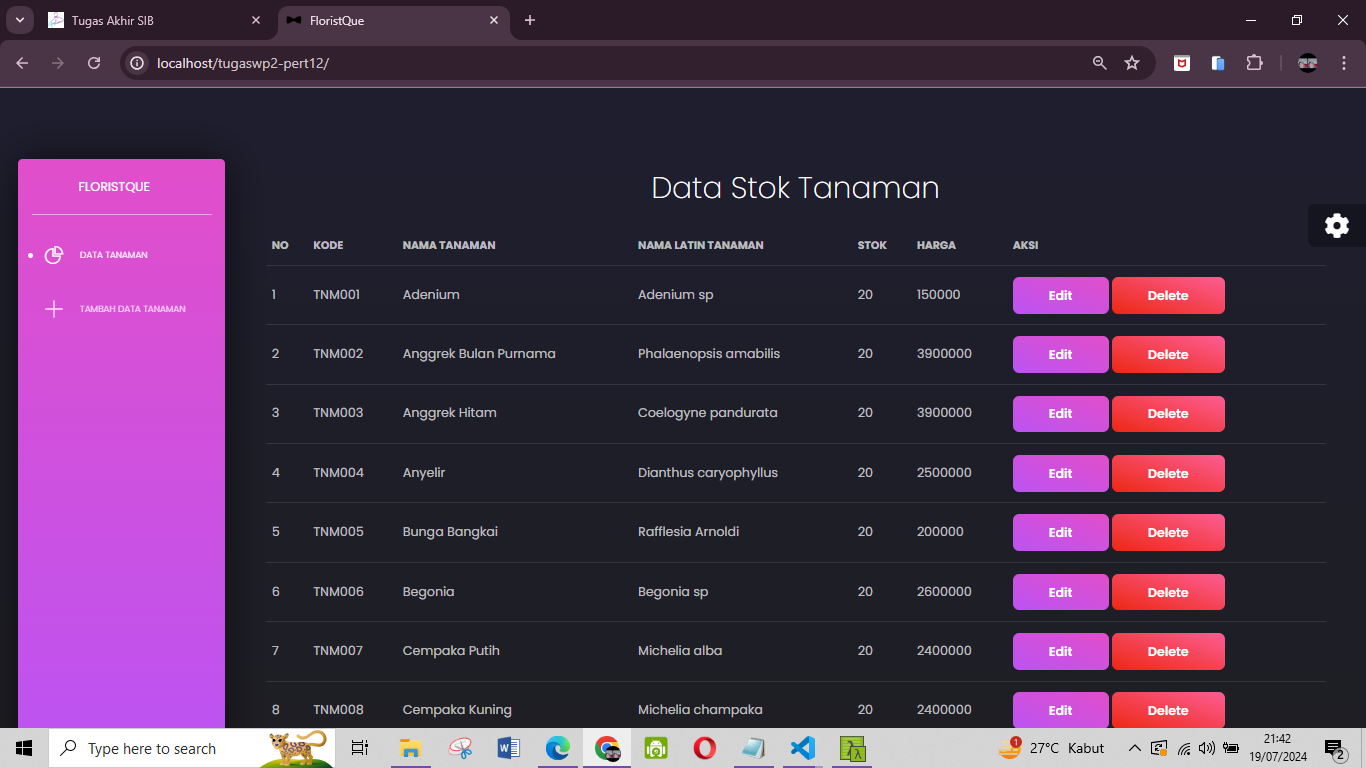 Tugas Akhir SIB
FloristQue
localhost/tugaswp2-pert12/
FLORISTQUE
DATA TANAMAN
TAMBAH DATA TANAMAN
Data Stok Tanaman
NO KODE NAMA TANAMAN NAMA LATIN TANAMAN STOK HARGA AKSI
1 TNM001 Adenium Adenium sp 20 150000 Edit Delete
2 TNM002 Anggrek Bulan Purnama Phalaenopsis amabilis 20 3900000 Edit Delete
3 TNM003 Anggrek Hitam Coelogyne pandurata 20 3900000 Edit Delete
4 TNM004 Anyelir Dianthus caryophyllus 20 2500000 Edit Delete
5 TNM005 Bunga Bangkai Rafflesia Arnoldi 20 200000 Edit Delete
6 TNM006 Begonia Begonia sp 20 2600000 Edit Delete
7 TNM007 Cempaka Putih Michelia alba 20 2400000 Edit Delete
8 TNM008 Cempaka Kuning Michelia champaka 20 2400000 Edit Delete
Type here to search
1
27°C Kabut
21:42
19/07/2024
2